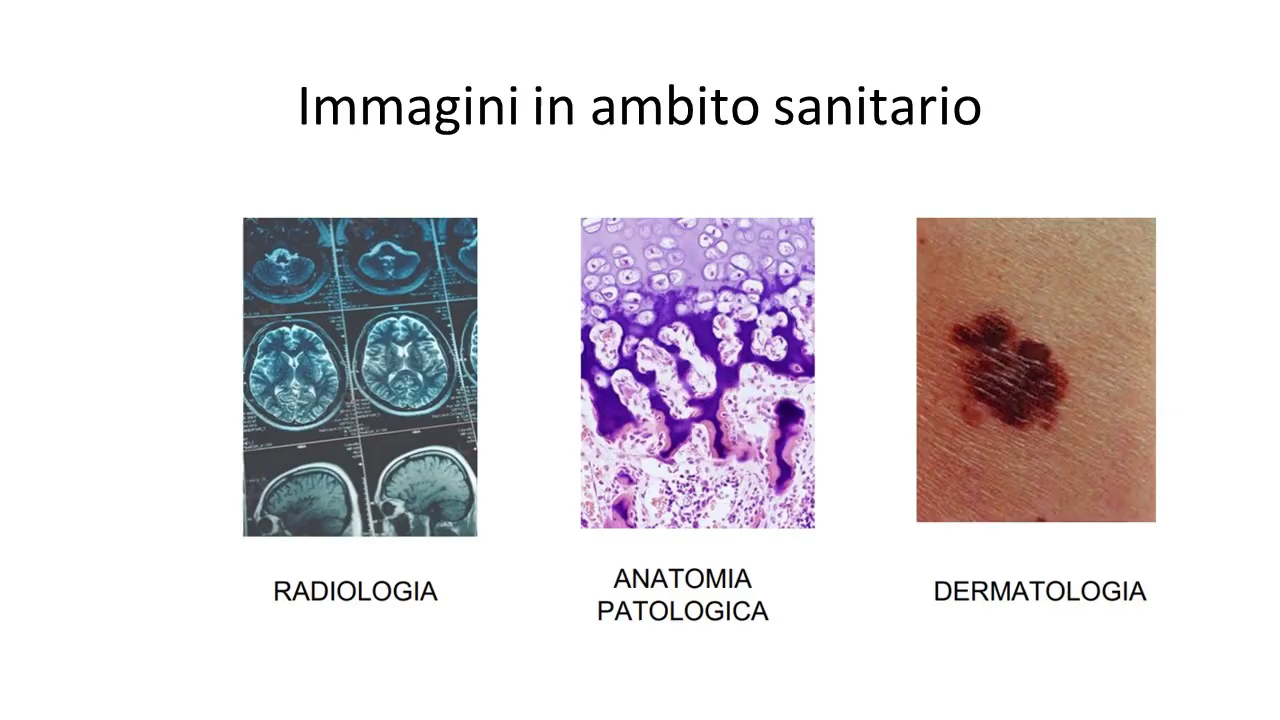 Immagini in ambito sanitario
RADIOLOGIA
ANATOMIA
PATOLOGICA
DERMATOLOGIA